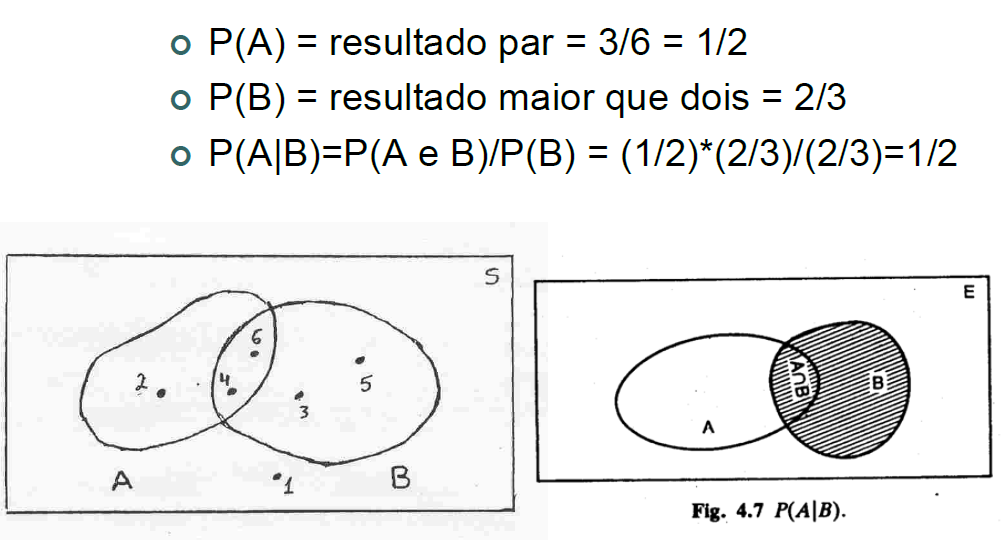 P(A) = resultado par = 3/6 = 1/2
P(B) = resultado maior que dois = 2/3
P(A|B)=P(A e B)/P(B) = (1/2)*(2/3)/(2/3)=1/2
S
6
2
4
3
5
A
1
B
E
A∩B
B
A
Fig. 4.7 P(A|B).